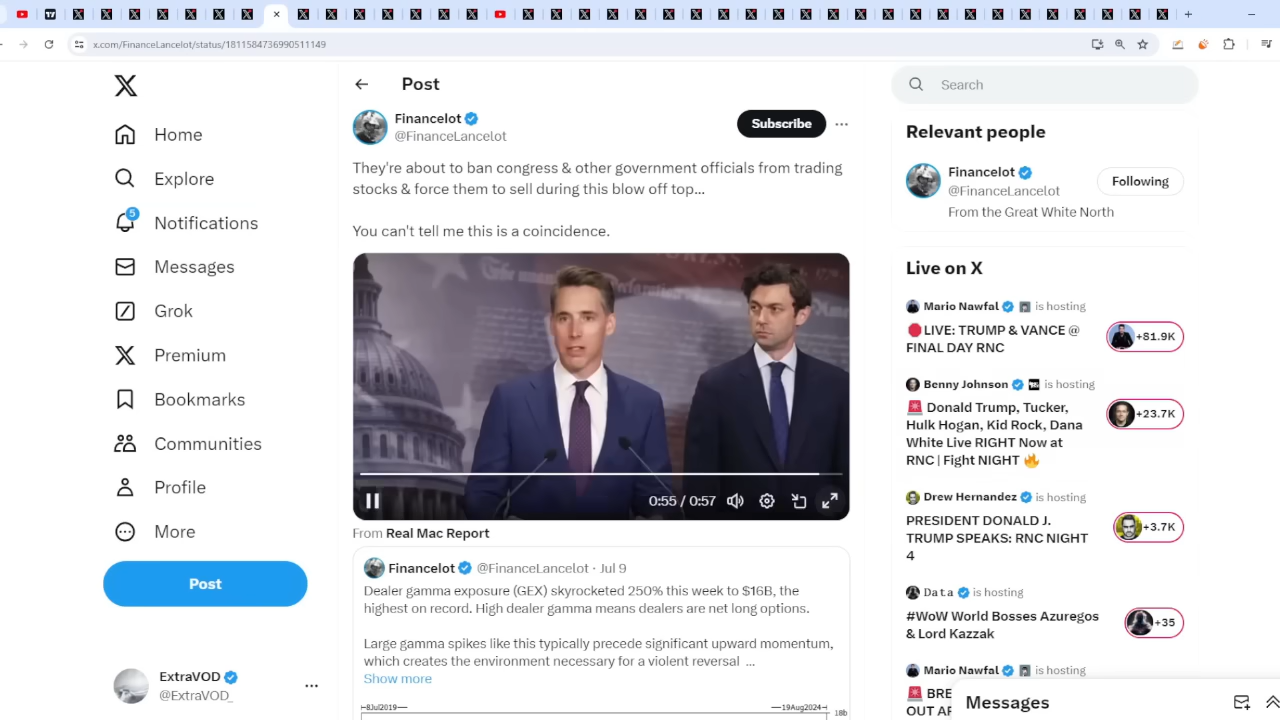 x.com/FinanceLancelot/status/1811584736990511149
Home
Explore
5
Notifications
Messages
Grok
Premium
Bookmarks
Communities
Profile
More
Post
ExtraVOD
@ExtraVOD_
Post
Financelot
@FinanceLancelot
Subscribe
They're about to ban congress & other government officials from trading
stocks & force them to sell during this blow off top...
You can't tell me this is a coincidence.
0:55 / 0:57
From Real Mac Report
Financelot @FinanceLancelot · Jul 9
Dealer gamma exposure (GEX) skyrocketed 250% this week to $16B, the
highest on record. High dealer gamma means dealers are net long options.
Large gamma spikes like this typically precede significant upward momentum,
which creates the environment necessary for a violent reversal ...
Show more
8Jul2019
19Aug2024
18b
Search
Relevant people
Financelot
@FinanceLancelot
Following
From the Great White North
Live on X
Mario Nawfal is hosting
🛑LIVE: TRUMP & VANCE @
FINAL DAY RNC
+81.9K
Benny Johnson is hosting
🚨 Donald Trump, Tucker,
Hulk Hogan, Kid Rock, Dana
White Live RIGHT Now at
RNC | Fight NIGHT 🔥
+23.7K
Drew Hernandez is hosting
PRESIDENT DONALD J.
TRUMP SPEAKS: RNC NIGHT
4
+3.7K
Da t a is hosting
#WoW World Bosses Azuregos
& Lord Kazzak
+35
Mario Nawfal is hosting
Messages